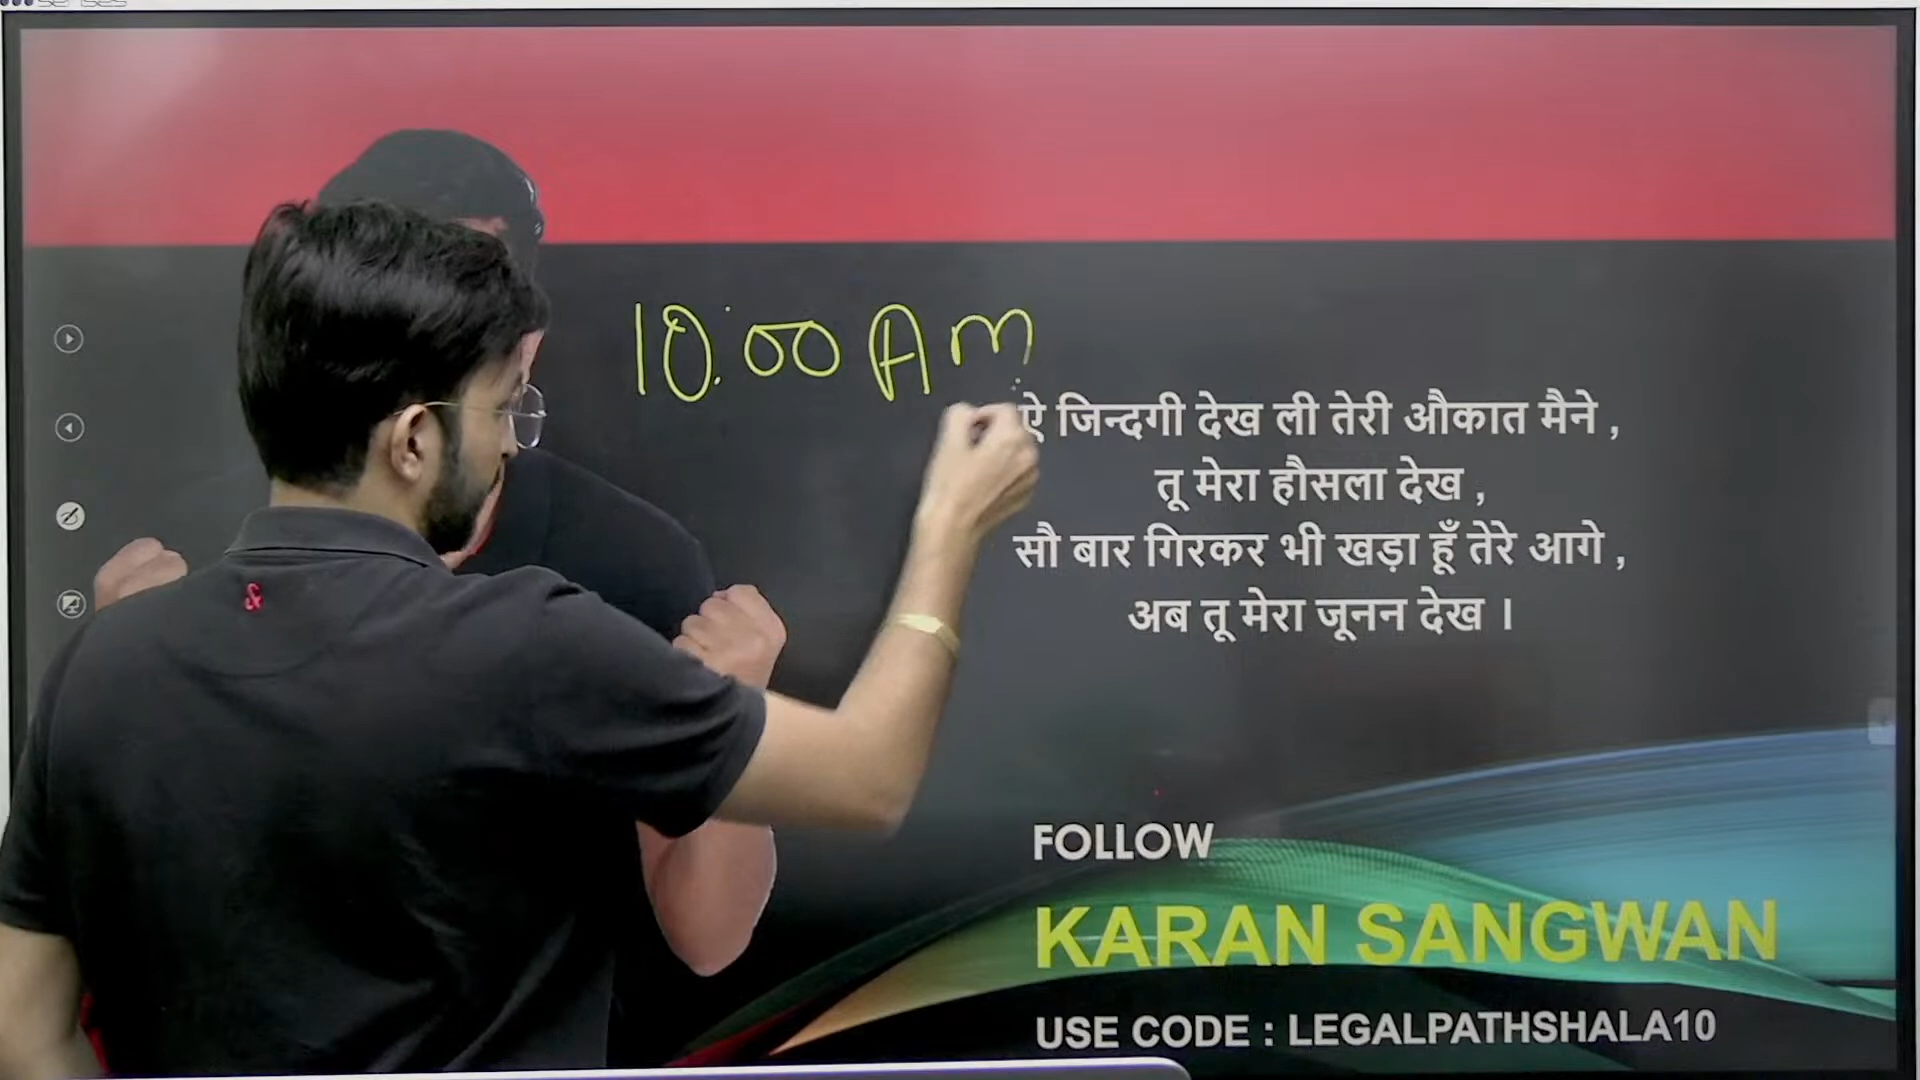 10:00 AM
ऐ जिन्दगी देख ली तेरी औकात मैने ,
तू मेरा हौसला देख ,
सौ बार गिरकर भी खड़ा हूँ तेरे आगे ,
अब तू मेरा जूनन देख ।
FOLLOW
KARAN SANGWAN
USE CODE : LEGALPATHSHALA10